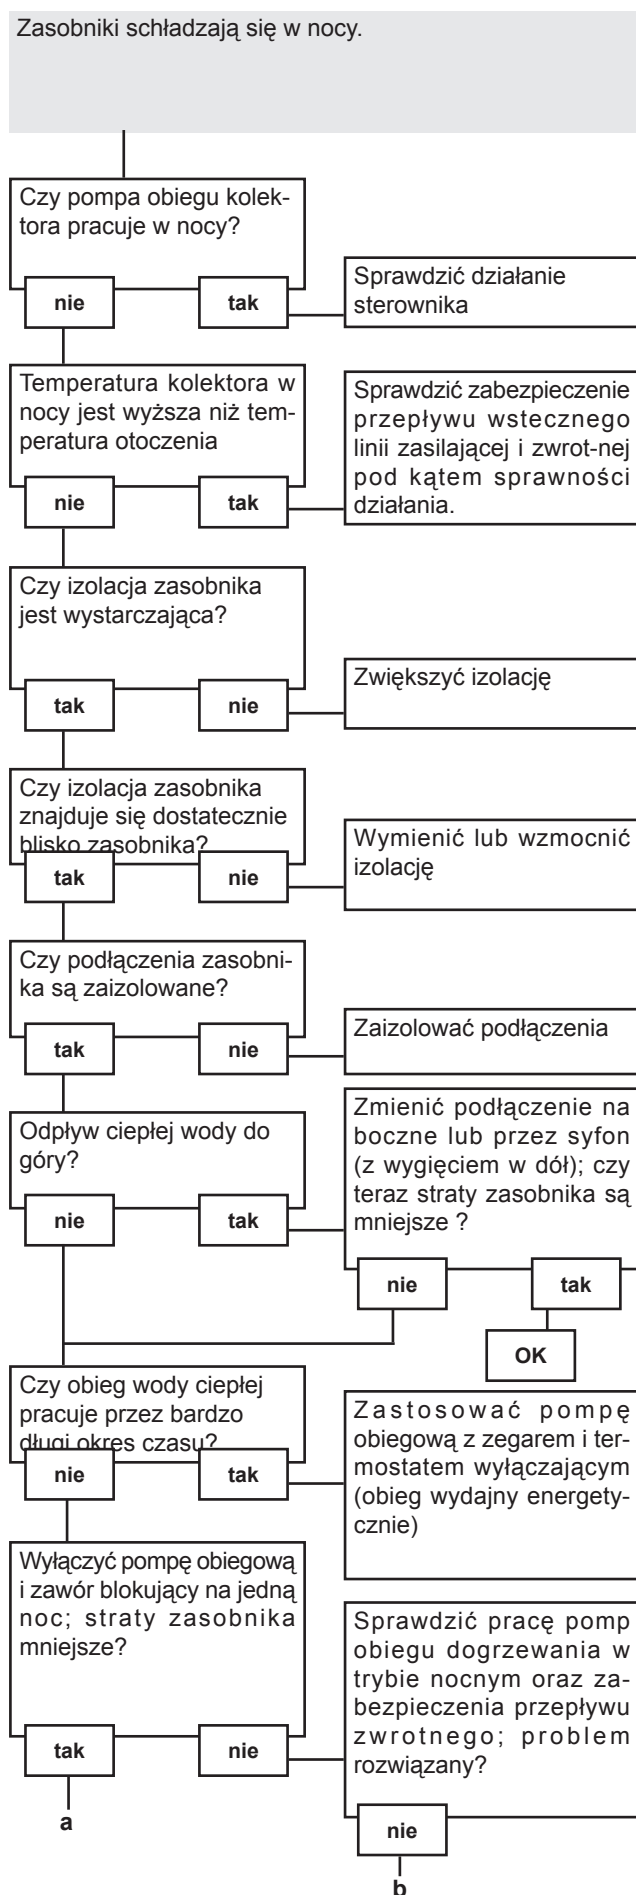 Zasobniki schładzają się w nocy.
Czy pompa obiegu kolek-
tora pracuje w nocy?
nie
tak
Sprawdzić działanie
sterownika
Temperatura kolektora w
nocy jest wyższa niż tem-
peratura otoczenia
nie
tak
Sprawdzić zabezpieczenie
przepływu wstecznego
linii zasilającej i zwrot-nej
pod kątem sprawności
działania.
Czy izolacja zasobnika
jest wystarczająca?
tak
nie
Zwiększyć izolację
Czy izolacja zasobnika
znajduje się dostatecznie
blisko zasobnika?
tak
nie
Wymienić lub wzmocnić
izolację
Czy podłączenia zasobni-
ka są zaizolowane?
tak
nie
Zaizolować podłączenia
Odpływ ciepłej wody do
góry?
nie
tak
Zmienić podłączenie na
boczne lub przez syfon
(z wygięciem w dół); czy
teraz straty zasobnika są
mniejsze ?
nie
tak
OK
Czy obieg wody ciepłej
pracuje przez bardzo
długi okres czasu?
nie
tak
Zastosować pompę
obiegową z zegarem i ter-
mostatem wyłączającym
(obieg wydajny energety-
cznie)
Wyłączyć pompę obiegową
i zawór blokujący na jedną
noc; straty zasobnika
mniejsze?
tak
nie
a
Sprawdzić pracę pomp
obiegu dogrzewania w
trybie nocnym oraz za-
bezpieczenia przepływu
zwrotnego; problem
rozwiązany?
nie
b